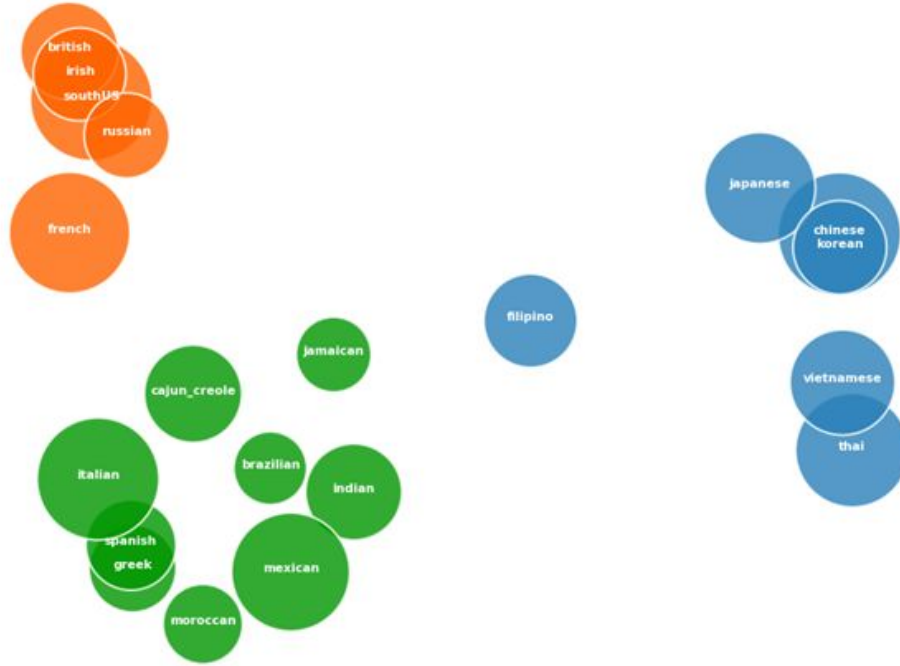 british
irish
southUS
russian
french
japanese
chinese
korean
filipino
jamaican
vietnamese
cajun_creole
thai
brazilian
italian
indian
spanish
greek
mexican
moroccan